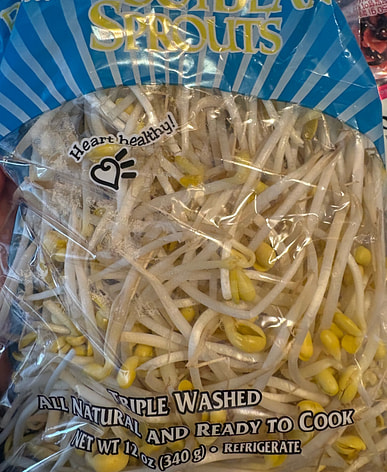 SPROUTS
Heart healthy!
TRIPLE WASHED
ALL NATURAL AND READY TO COOK
NET WT 12 OZ (340 g) • REFRIGERATE